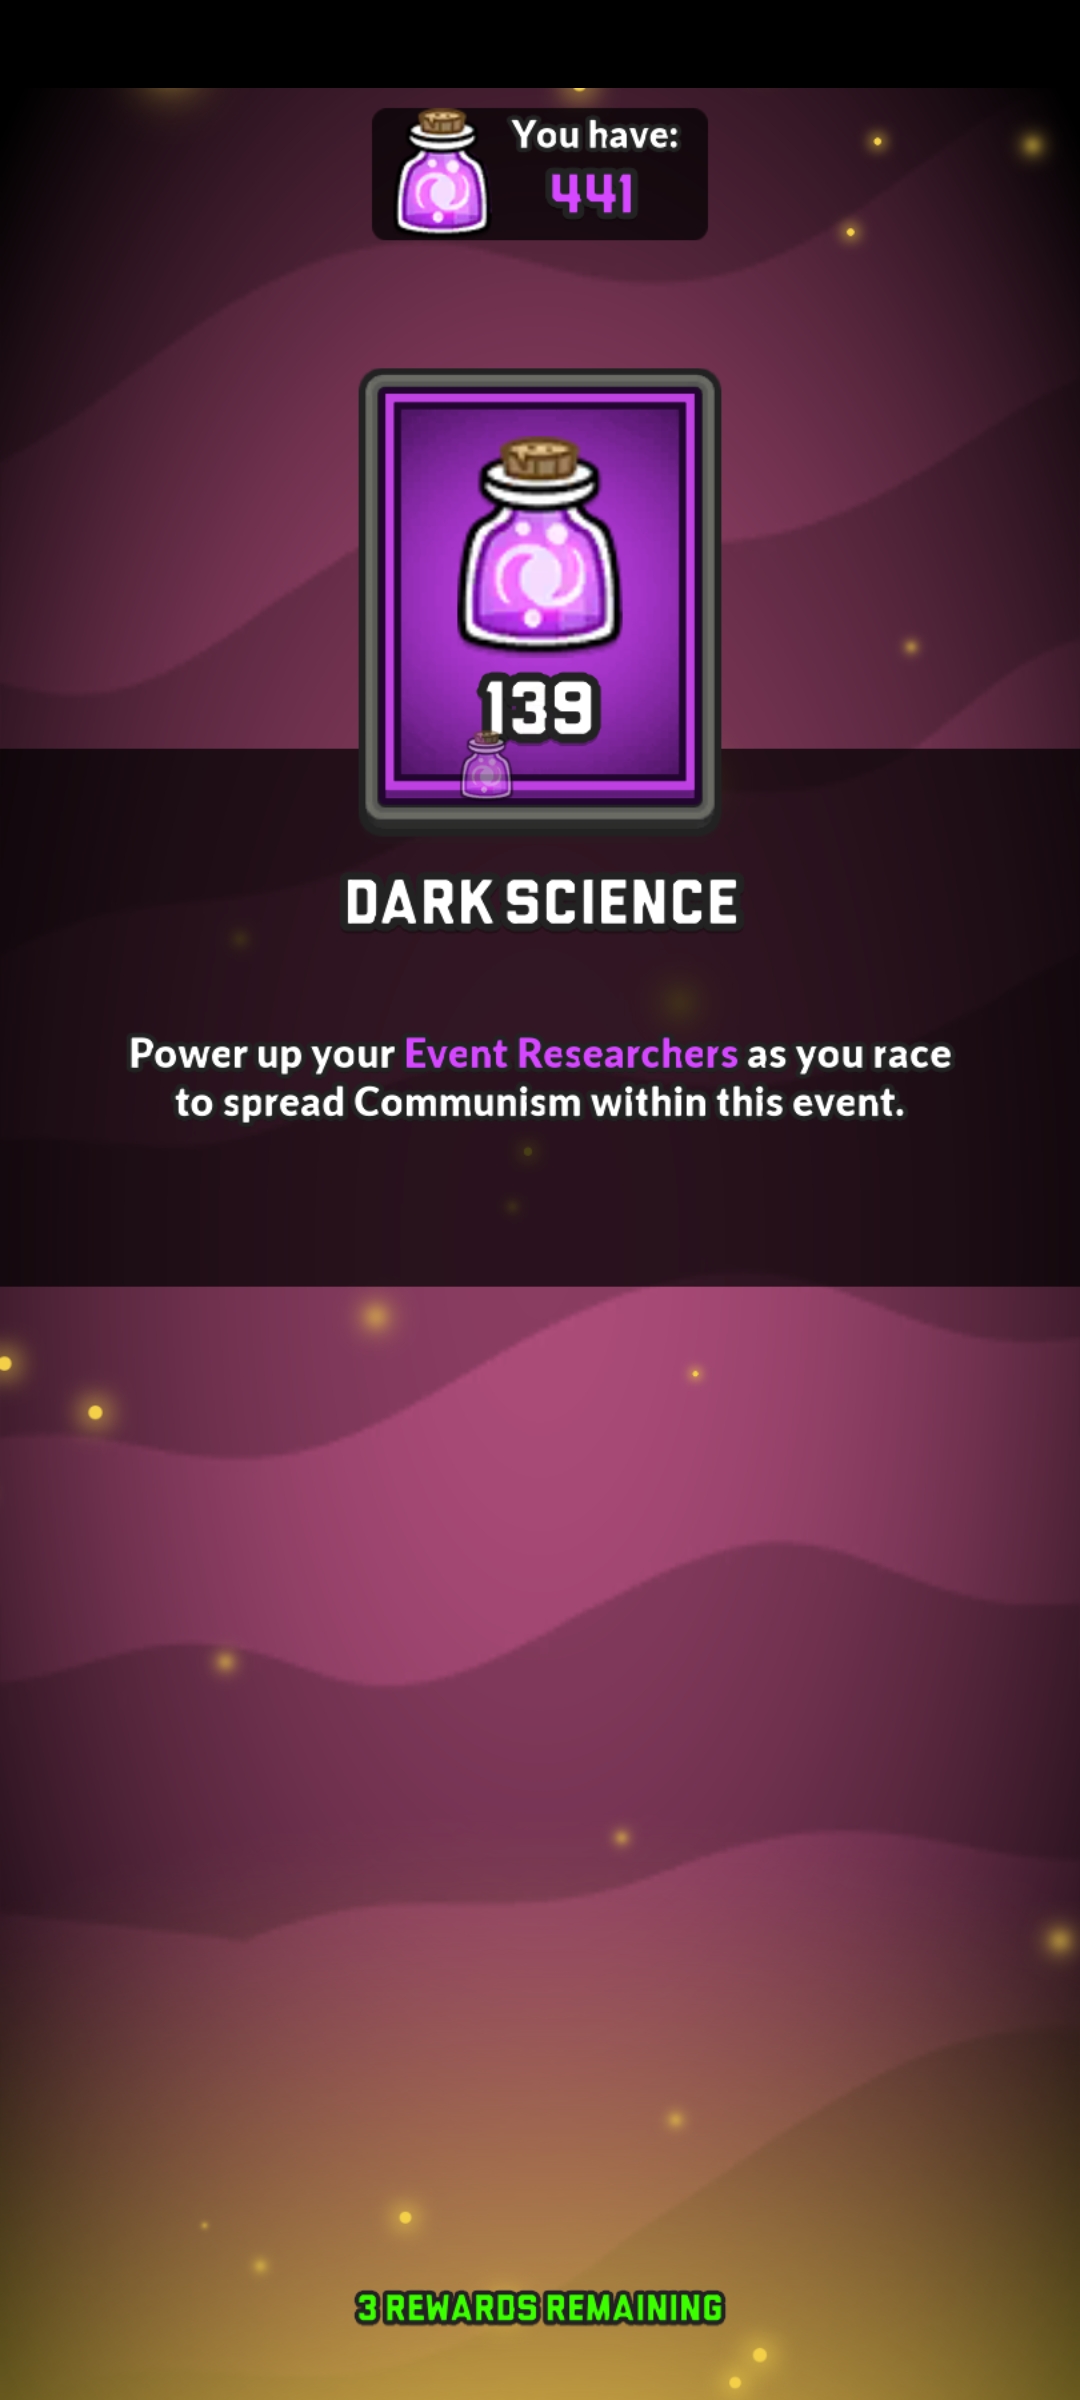 You have:
441
139
DARK SCIENCE
Power up your Event Researchers as you race
to spread Communism within this event.
3 REWARDS REMAINING